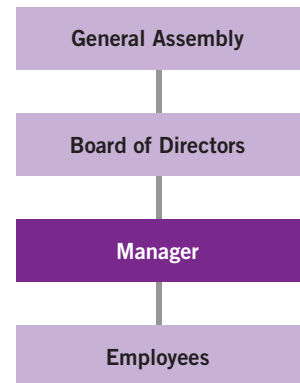 General Assembly
Board of Directors
Manager
Employees